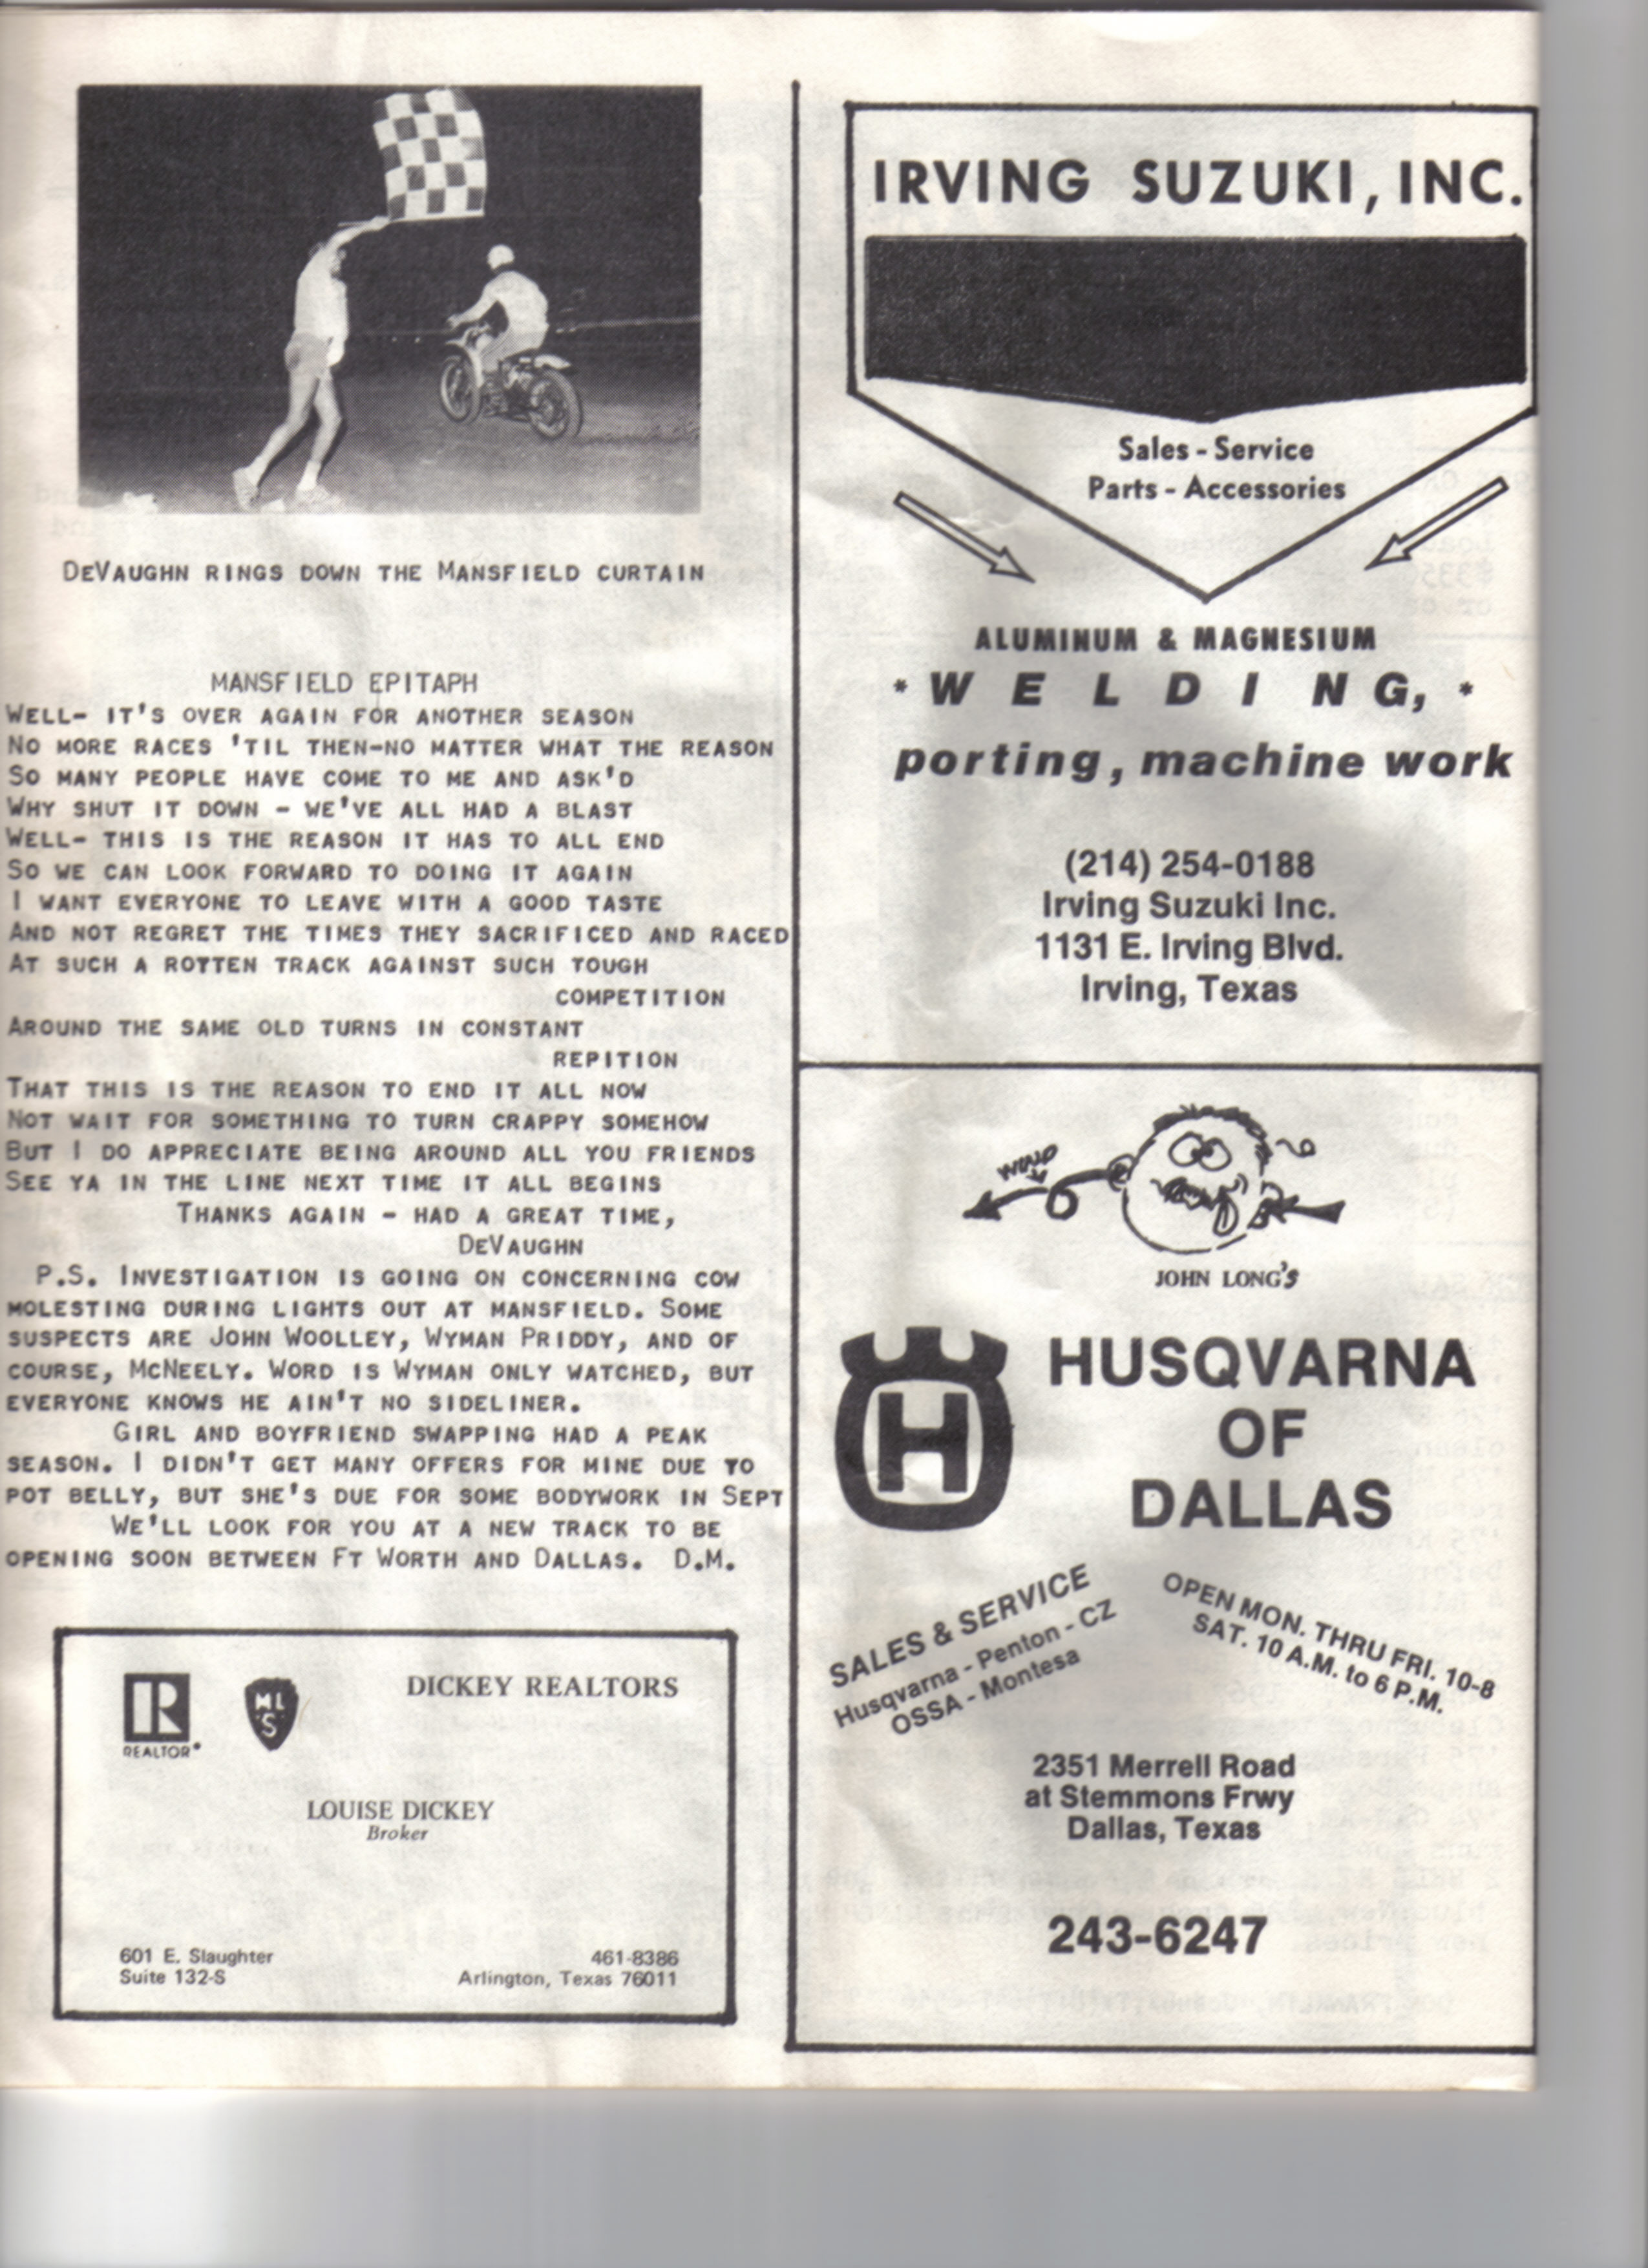 DeVaughn rings down the Mansfield curtain
MANSFIELD EPITAPH
Well- it's over again for another season
No more races 'til then-no matter what the reason
So many people have come to me and ask'd
Why shut it down - we've all had a blast
Well- this is the reason it has to all end
So we can look forward to doing it again
I want everyone to leave with a good taste
And not regret the times they sacrificed and raced
At such a rotten track against such tough
competition
Around the same old turns in constant
repition
That this is the reason to end it all now
Not wait for something to turn crappy somehow
But I do appreciate being around all you friends
See ya in the line next time it all begins
Thanks again - had a great time,
DeVaughn
P.S. Investigation is going on concerning cow
molesting during lights out at mansfield. Some
suspects are John Woolley, Wyman Priddy, and of
course, McNeely. Word is Wyman only watched, but
everyone knows he ain't no sideliner.
Girl and boyfriend swapping had a peak
season. I didn't get many offers for mine due to
pot belly, but she's due for some bodywork in Sept
We'll look for you at a new track to be
opening soon between Ft Worth and Dallas. D.M.
R
REALTOR®
MLS
DICKEY REALTORS
LOUISE DICKEY
Broker
601 E. Slaughter
Suite 132-S
461-8386
Arlington, Texas 76011
IRVING SUZUKI, INC.
Sales - Service
Parts - Accessories
ALUMINUM & MAGNESIUM
* WELDING, *
porting, machine work
(214) 254-0188
Irving Suzuki Inc.
1131 E. Irving Blvd.
Irving, Texas
JOHN LONG'S
H
HUSQVARNA
OF
DALLAS
SALES & SERVICE
Husqvarna - Penton - CZ
OSSA - Montesa
OPEN MON. THRU FRI. 10-8
SAT. 10 A.M. to 6 P.M.
2351 Merrell Road
at Stemmons Frwy
Dallas, Texas
243-6247